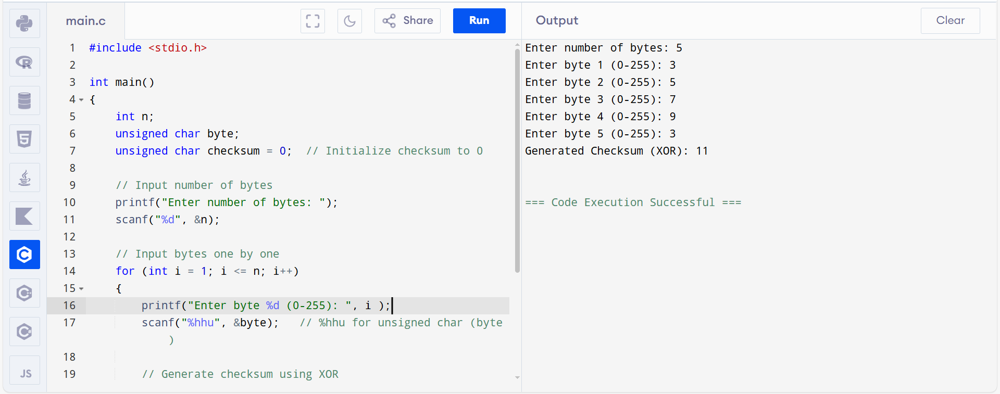 main.c
Share
Run
Output
Clear
R
5
C
C++
C#
JS
1 #include <stdio.h>
2
3 int main()
4 {
5 int n;
6 unsigned char byte;
7 unsigned char checksum = 0; // Initialize checksum to 0
8
9 // Input number of bytes
10 printf("Enter number of bytes: ");
11 scanf("%d", &n);
12
13 // Input bytes one by one
14 for (int i = 1; i <= n; i++)
15 {
16 printf("Enter byte %d (0-255): ", i );
17 scanf("%hhu", &byte); // %hhu for unsigned char (byte
)
18
19 // Generate checksum using XOR
Enter number of bytes: 5
Enter byte 1 (0-255): 3
Enter byte 2 (0-255): 5
Enter byte 3 (0-255): 7
Enter byte 4 (0-255): 9
Enter byte 5 (0-255): 3
Generated Checksum (XOR): 11
=== Code Execution Successful ===